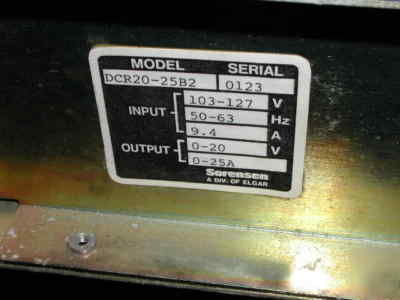 MODEL SERIAL
DCR20-25B2 0123
103-127 V
INPUT 50-63 Hz
9.4 A
OUTPUT 0-20 V
0-25A
Sorensen
A DIV. OF ELGAR